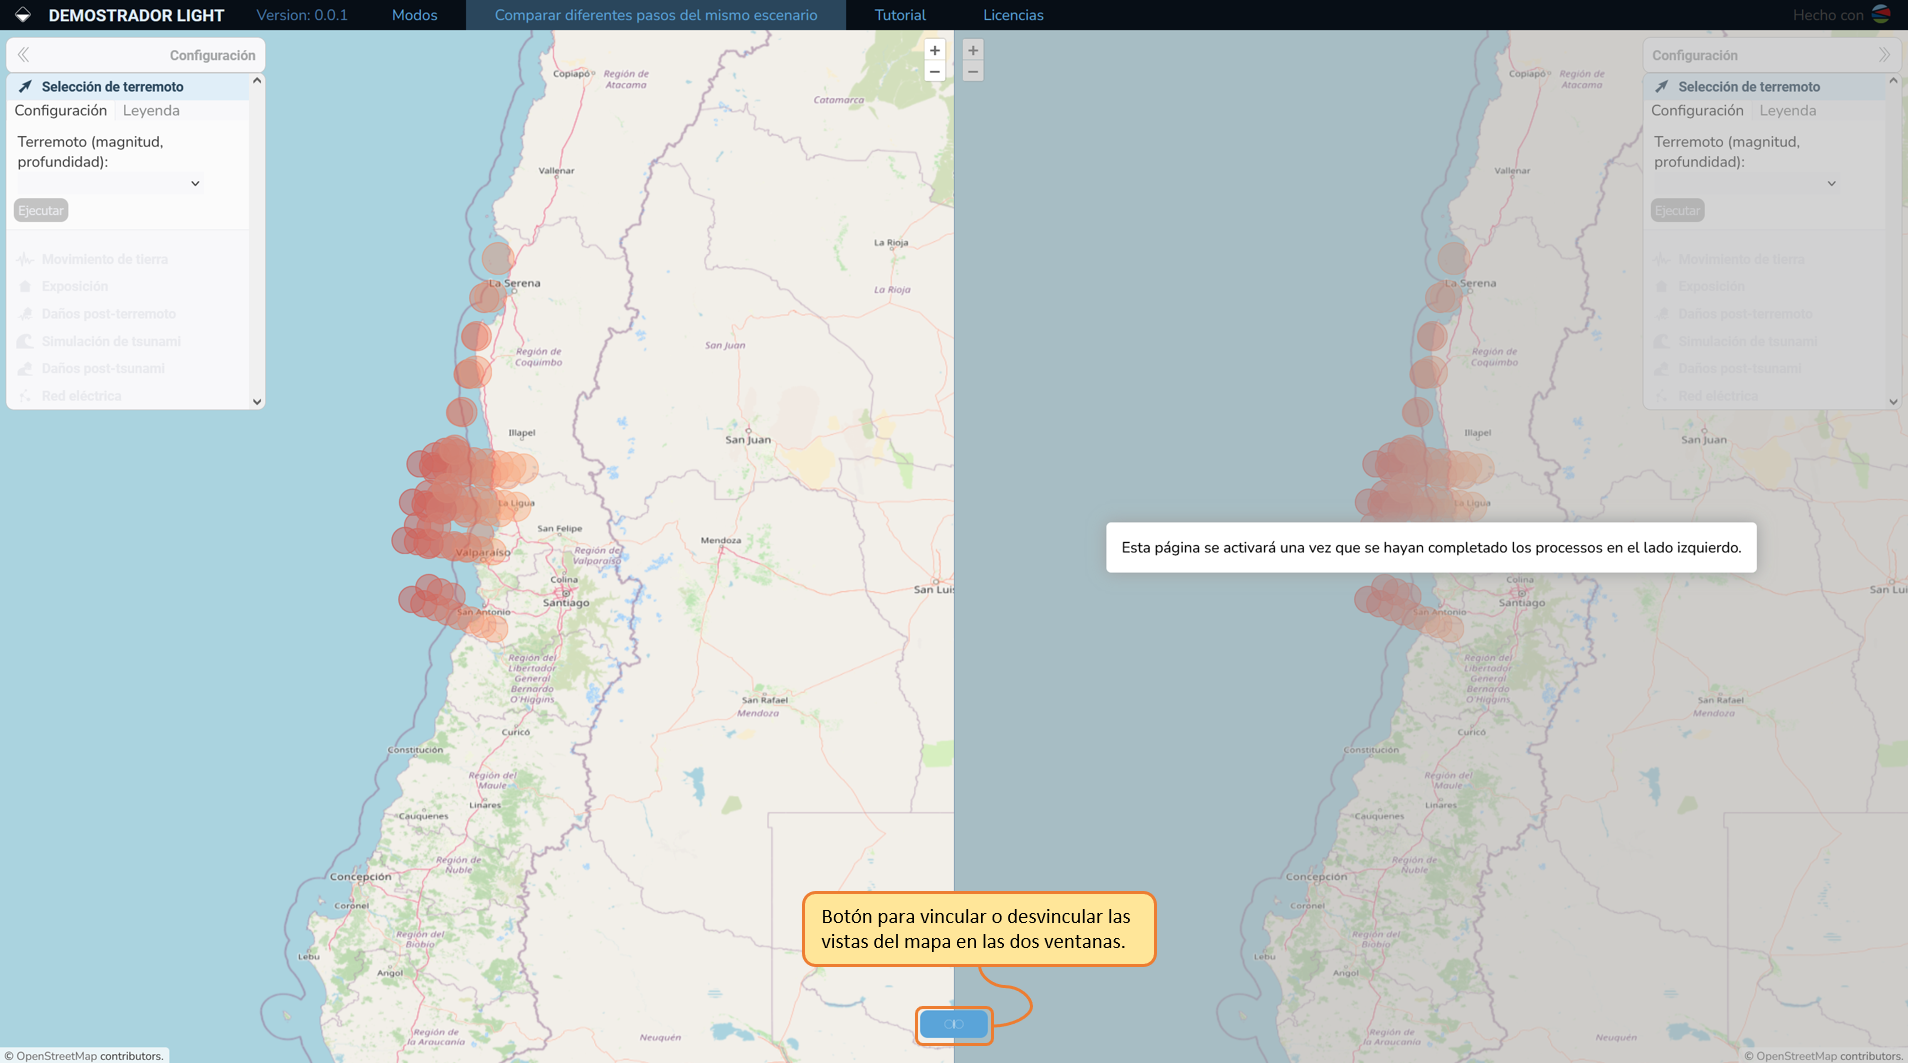 DEMOSTRADOR LIGHT
Version: 0.0.1
Modos
Comparar diferentes pasos del mismo escenario
Tutorial
Licencias
Hecho con
Configuración
Selección de terremoto
Configuración
Leyenda
Terremoto (magnitud,
profundidad):
Ejecutar
Movimiento de tierra
Exposición
Daños post-terremoto
Simulación de tsunami
Daños post-tsunami
Red eléctrica
+
−
Copiapó
Región de
Atacama
Catamarca
Vallenar
La Rioja
La Serena
La Rioja
Región de
Coquimbo
San Juan
Illapel
San Juan
La Ligua
San Felipe
Mendoza
Valparaíso
Región de
Valparaíso
Colina
Santiago
San Luis
San Antonio
Región del
Libertador
General
Bernardo
O'Higgins
San Rafael
Mendoza
Curicó
Constitución
Región del
Maule
Linares
Cauquenes
Región de
Ñuble
Concepción
Coronel
Región del
Biobío
Lebu
Angol
Región de
la Araucanía
Neuquén
© OpenStreetMap contributors.
Botón para vincular o desvincular las
vistas del mapa en las dos ventanas.
+
−
Configuración
Selección de terremoto
Configuración
Leyenda
Terremoto (magnitud,
profundidad):
Ejecutar
Movimiento de tierra
Exposición
Daños post-terremoto
Simulación de tsunami
Daños post-tsunami
Red eléctrica
Copiapó
Región de
Atacama
Vallenar
La Serena
Región de
Coquimbo
Illapel
San Juan
La Ligua
Esta página se activará una vez que se hayan completado los processos en el lado izquierdo.
Colina
Santiago
San Lui
San Antonio
Región del
Libertador
General
Bernardo
O'Higgins
San Rafael
Mendoza
Curicó
Constitución
Región del
Maule
Linares
Cauquenes
Región de
Ñuble
Concepción
Coronel
Región del
Biobío
Lebu
Angol
Región de
la Araucanía
Neuquén
© OpenStreetMap contributors.